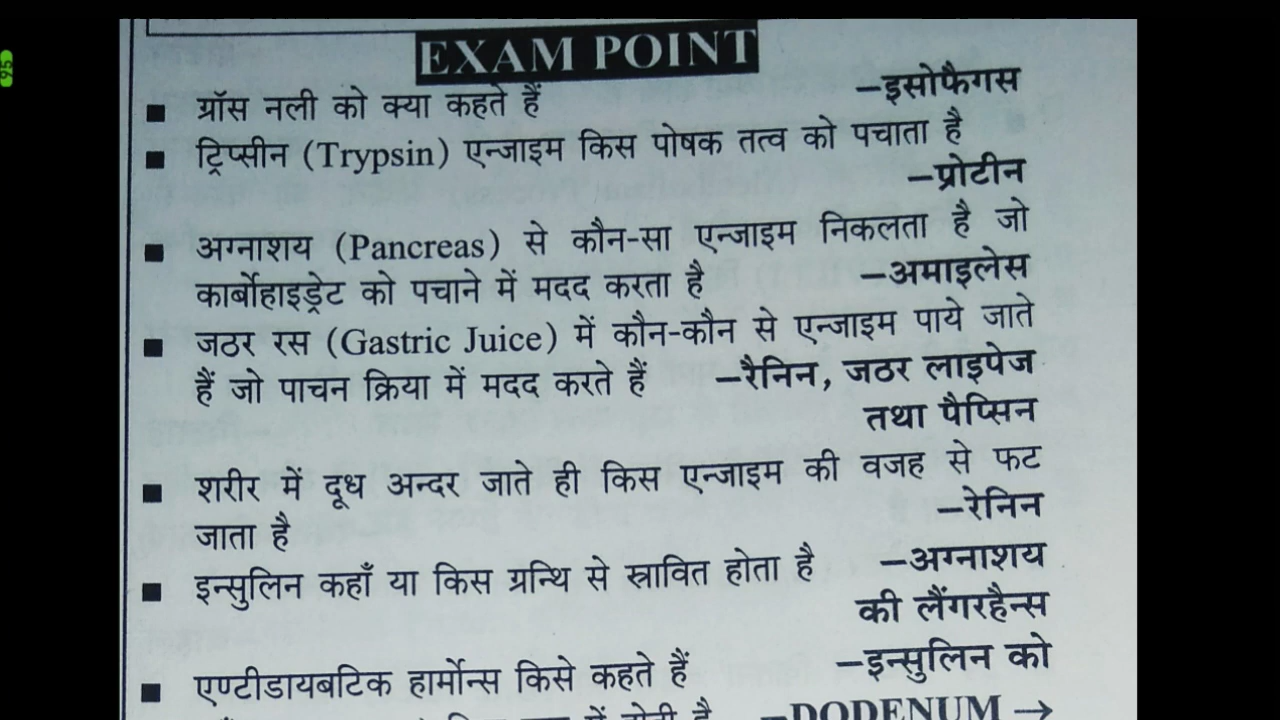 EXAM POINT
■ ग्रॉस नली को क्या कहते हैं –इसोफैगस
■ ट्रिप्सीन (Trypsin) एन्जाइम किस पोषक तत्व को पचाता है
–प्रोटीन
■ अग्नाशय (Pancreas) से कौन-सा एन्जाइम निकलता है जो
कार्बोहाइड्रेट को पचाने में मदद करता है –अमाइलेस
■ जठर रस (Gastric Juice) में कौन-कौन से एन्जाइम पाये जाते
हैं जो पाचन क्रिया में मदद करते हैं –रैनिन, जठर लाइपेज
तथा पैप्सिन
■ शरीर में दूध अन्दर जाते ही किस एन्जाइम की वजह से फट
जाता है –रेनिन
■ इन्सुलिन कहाँ या किस ग्रन्थि से स्रावित होता है –अग्नाशय
की लैंगरहैन्स
■ एण्टीडायबटिक हार्मोन्स किसे कहते हैं –इन्सुलिन को
–DODENUM →
95